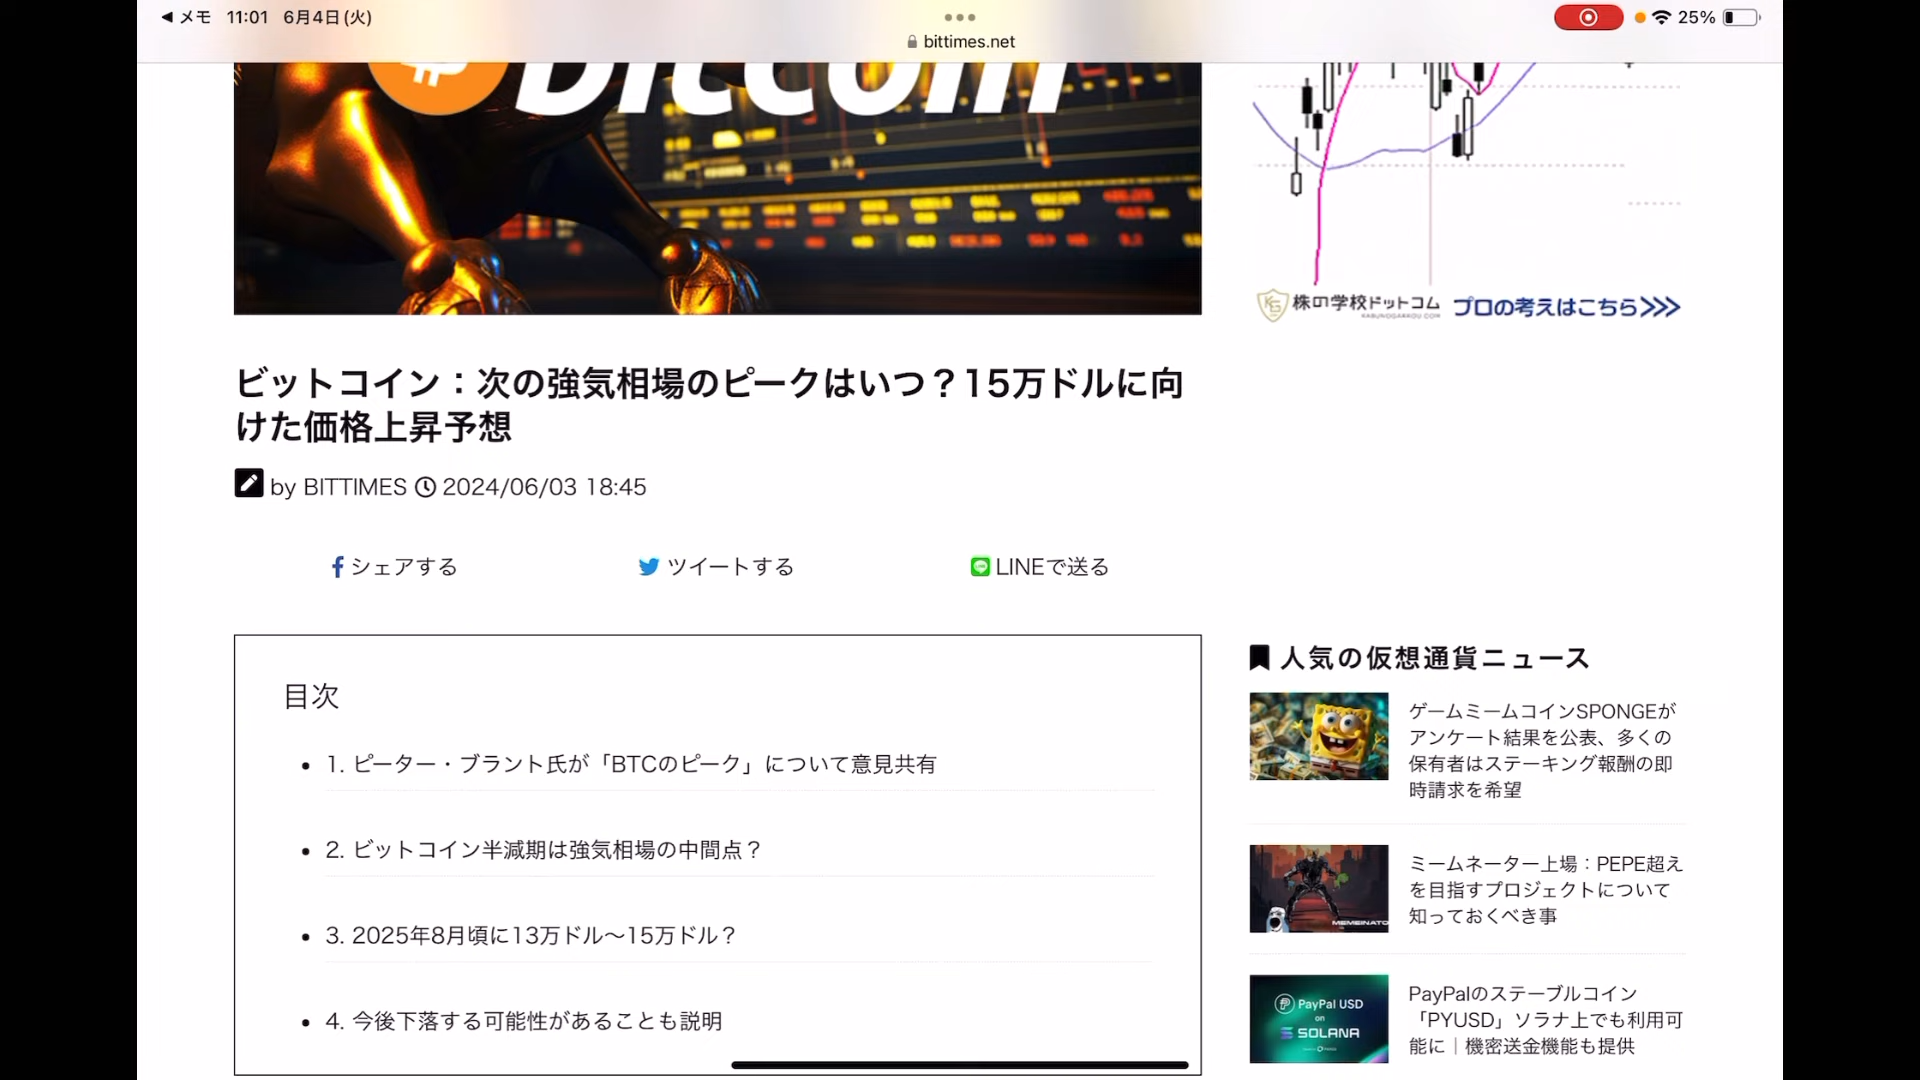 メモ 11:01 6月4日(火)
25%
bittimes.net
Bitcoin
株の学校ドットコム
KABUNOGAKKOU.COM
プロの考えはこちら>>>
ビットコイン：次の強気相場のピークはいつ？15万ドルに向
けた価格上昇予想
by BITTIMES 2024/06/03 18:45
シェアする
ツイートする
LINEで送る
目次
1. ピーター・ブラント氏が「BTCのピーク」について意見共有
2. ビットコイン半減期は強気相場の中間点？
3. 2025年8月頃に13万ドル〜15万ドル？
4. 今後下落する可能性があることも説明
人気の仮想通貨ニュース
ゲームミームコインSPONGEが
アンケート結果を公表、多くの
保有者はステーキング報酬の即
時請求を希望
MEMEINATO
ミームネーター上場：PEPE超え
を目指すプロジェクトについて
知っておくべき事
PayPal USD
on
SOLANA
PayPalのステーブルコイン
「PYUSD」ソラナ上でも利用可
能に｜機密送金機能も提供